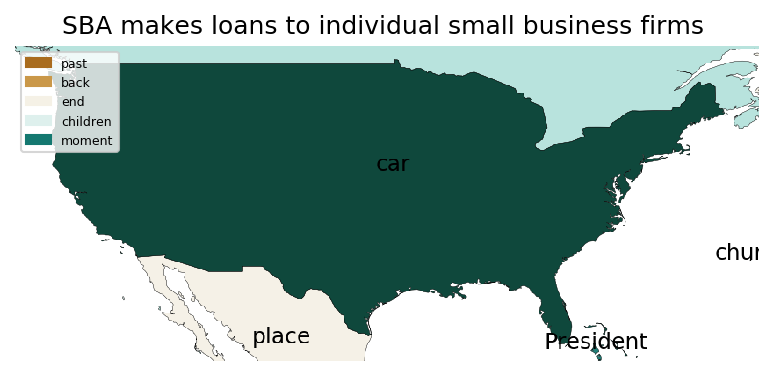 SBA makes loans to individual small business firms
past
back
end
children
moment
car
chur
place
President